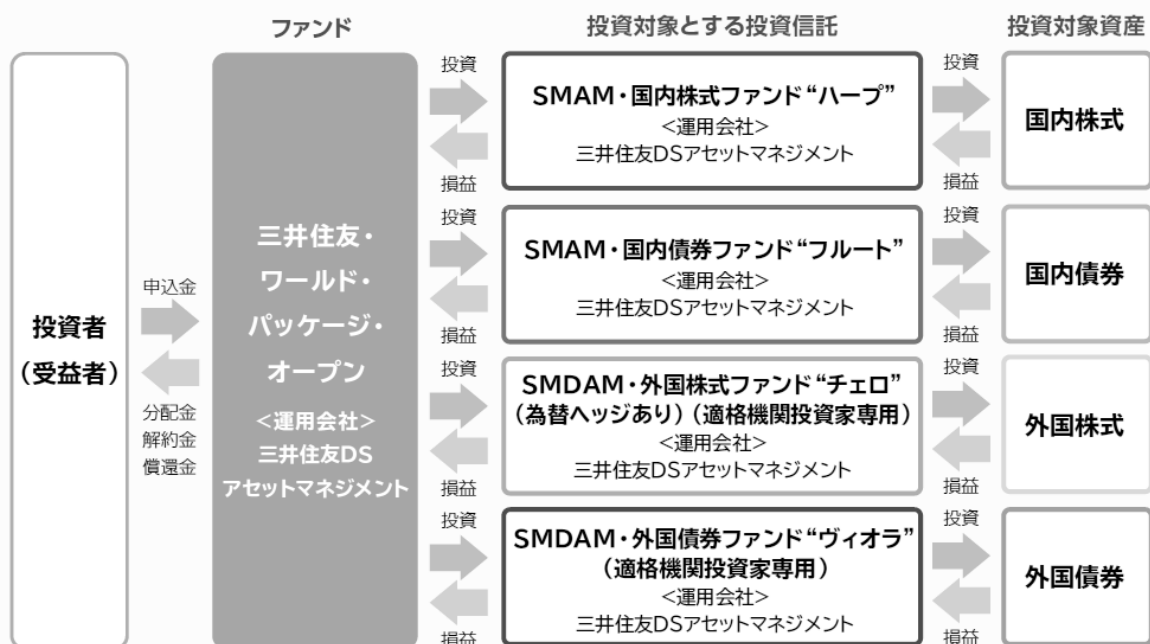 ファンド
投資対象とする投資信託
投資対象資産
投資者
（受益者）
申込金
分配金
解約金
償還金
三井住友・
ワールド・
パッケージ・
オープン
<運用会社>
三井住友DS
アセットマネジメント
投資
損益
SMAM・国内株式ファンド“ハープ”
<運用会社>
三井住友DSアセットマネジメント
投資
損益
国内株式
投資
損益
SMAM・国内債券ファンド“フルート”
<運用会社>
三井住友DSアセットマネジメント
投資
損益
国内債券
投資
損益
SMDAM・外国株式ファンド“チェロ”
（為替ヘッジあり）（適格機関投資家専用）
<運用会社>
三井住友DSアセットマネジメント
投資
損益
外国株式
投資
損益
SMDAM・外国債券ファンド“ヴィオラ”
（適格機関投資家専用）
<運用会社>
三井住友DSアセットマネジメント
投資
損益
外国債券